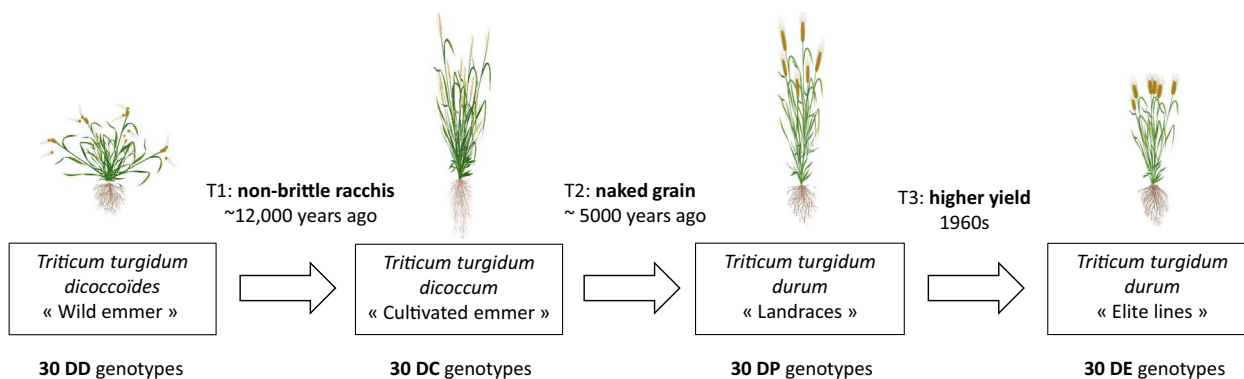 T1: non-brittle racchis
~12,000 years ago
T2: naked grain
~ 5000 years ago
T3: higher yield
1960s
Triticum turgidum
dicoccoïdes
« Wild emmer »
Triticum turgidum
dicoccum
« Cultivated emmer »
Triticum turgidum
durum
« Landraces »
Triticum turgidum
durum
« Elite lines »
30 DD genotypes
30 DC genotypes
30 DP genotypes
30 DE genotypes